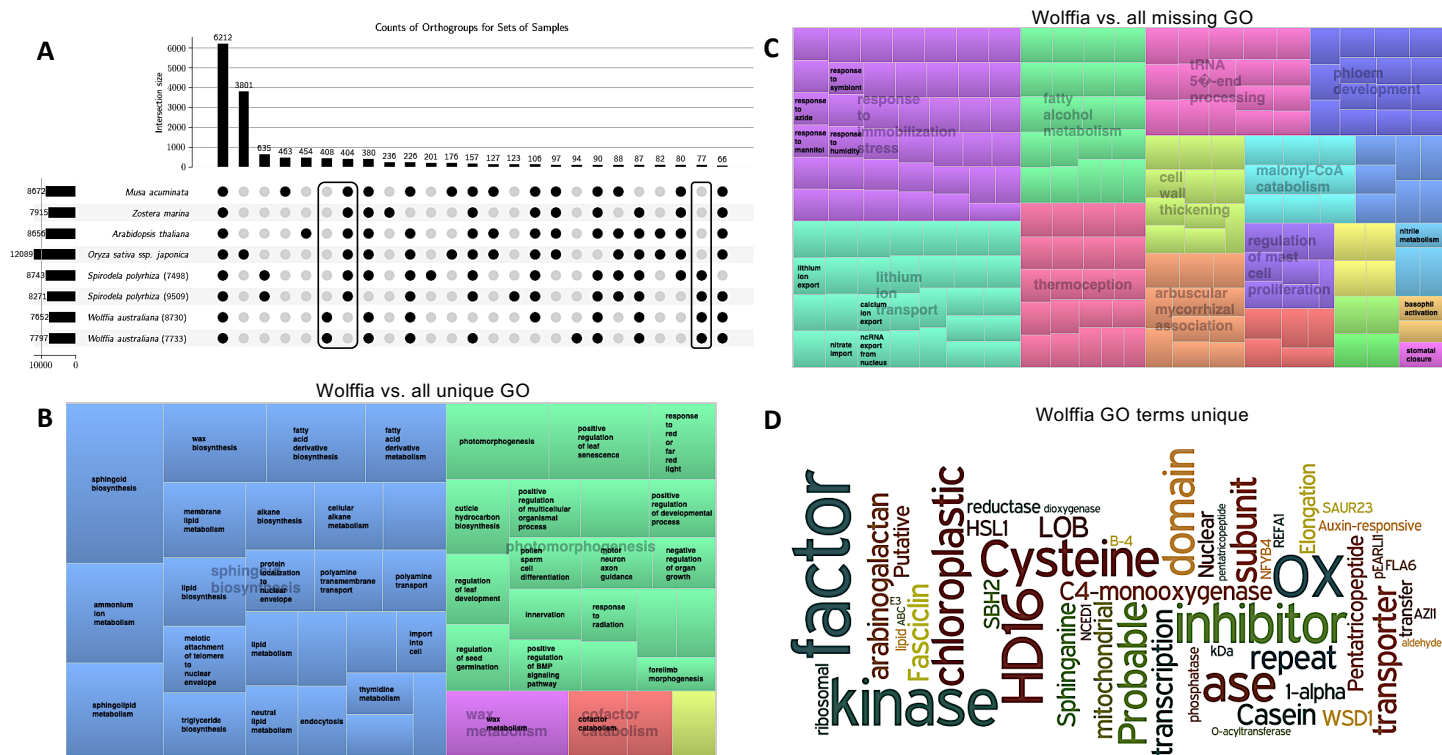 A
Counts of Orthogroups for Sets of Samples
Intersection size
6000
5000
4000
3000
2000
1000
0
6212
3801
635
463
454
408
404
380
236
226
201
176
157
127
123
106
97
94
90
88
87
82
80
77
66
8672
Musa acuminata
7915
Zostera marina
8656
Arabidopsis thaliana
12089
Oryza sativa ssp. japonica
8743
Spirodela polyrhiza (7498)
8271
Spirodela polyrhiza (9509)
7652
Wolffia australiana (8730)
7797
Wolffia australiana (7733)
10000
0
B
Wolffia vs. all unique GO
sphingoid
biosynthesis
wax
biosynthesis
fatty
acid
derivative
biosynthesis
fatty
acid
derivative
metabolism
membrane
lipid
metabolism
alkane
biosynthesis
cellular
alkane
metabolism
ammonium
ion
metabolism
lipid
biosynthesis
protein
localization
to
nuclear
envelope
polyamine
transmembrane
transport
polyamine
transport
sphingoid
biosynthesis
sphingolipid
metabolism
meiotic
attachment
of telomeres
to
nuclear
envelope
lipid
metabolism
import
into
cell
triglyceride
biosynthesis
neutral
lipid
metabolism
endocytosis
thymidine
metabolism
photomorphogenesis
positive
regulation
of leaf
senescence
response
to
red
or
far
red
light
cuticle
hydrocarbon
biosynthesis
positive
regulation
of multicellular
organismal
process
positive
regulation
of developmental
process
photomorphogenesis
regulation
of leaf
development
pollen
sperm
cell
differentiation
motor
neuron
axon
guidance
negative
regulation
of organ
growth
innervation
response
to
radiation
regulation
of seed
germination
positive
regulation
of BMP
signaling
pathway
forelimb
morphogenesis
wax
metabolism
wax
metabolism
cofactor
catabolism
cofactor
catabolism
C
Wolffia vs. all missing GO
response
to
symbiont
response
to
azide
response
to
mannitol
response
to
humidity
response
to
immobilization
stress
fatty
alcohol
metabolism
tRNA
5�-end
processing
phloem
development
cell
wall
thickening
malonyl-CoA
catabolism
lithium
ion
export
lithium
ion
transport
calcium
ion
export
nitrate
import
ncRNA
export
from
nucleus
thermoception
arbuscular
mycorrhizal
association
regulation
of mast
cell
proliferation
nitrile
metabolism
basophil
activation
stomatal
closure
D
Wolffia GO terms unique
factor
ribosomal
kinase
arabinogalactan
Putative
E3
lipid
ABC
Fasciclin
chloroplastic
reductase
dioxygenase
HSL1
LOB
Cysteine
B-4
SBH2
HD16
C4-monooxygenase
Sphinganine
NCED1
mitochondrial
Probable
transcription
domain
Nuclear
pentatricopeptide
subunit
NFYB4
REFA1
Elongation
SAUR23
Auxin-responsive
Ox
inhibitor
kDa
repeat
phosphatase
ase
1-alpha
Casein
WSD1
O-acyltransferase
Pentatricopeptide
pEARLI1
FLA6
transporter
transfer
AZI1
aldehyde